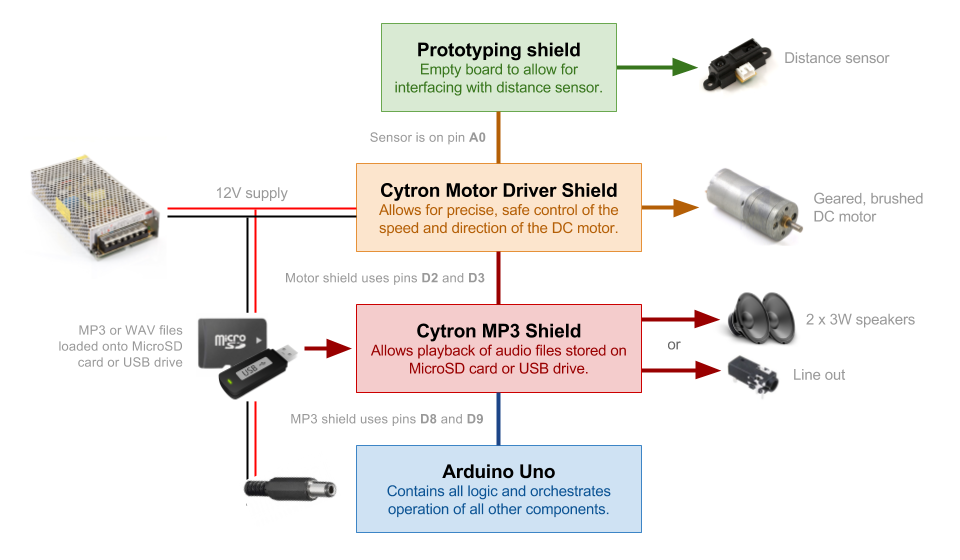 Prototyping shield
Empty board to allow for
interfacing with distance sensor.
Distance sensor
Sensor is on pin A0
12V supply
Cytron Motor Driver Shield
Allows for precise, safe control of the
speed and direction of the DC motor.
Geared, brushed
DC motor
Motor shield uses pins D2 and D3
MP3 or WAV files
loaded onto MicroSD
card or USB drive
micro
SD
USB
Cytron MP3 Shield
Allows playback of audio files stored on
MicroSD card or USB drive.
2 x 3W speakers
or
Line out
MP3 shield uses pins D8 and D9
Arduino Uno
Contains all logic and orchestrates
operation of all other components.